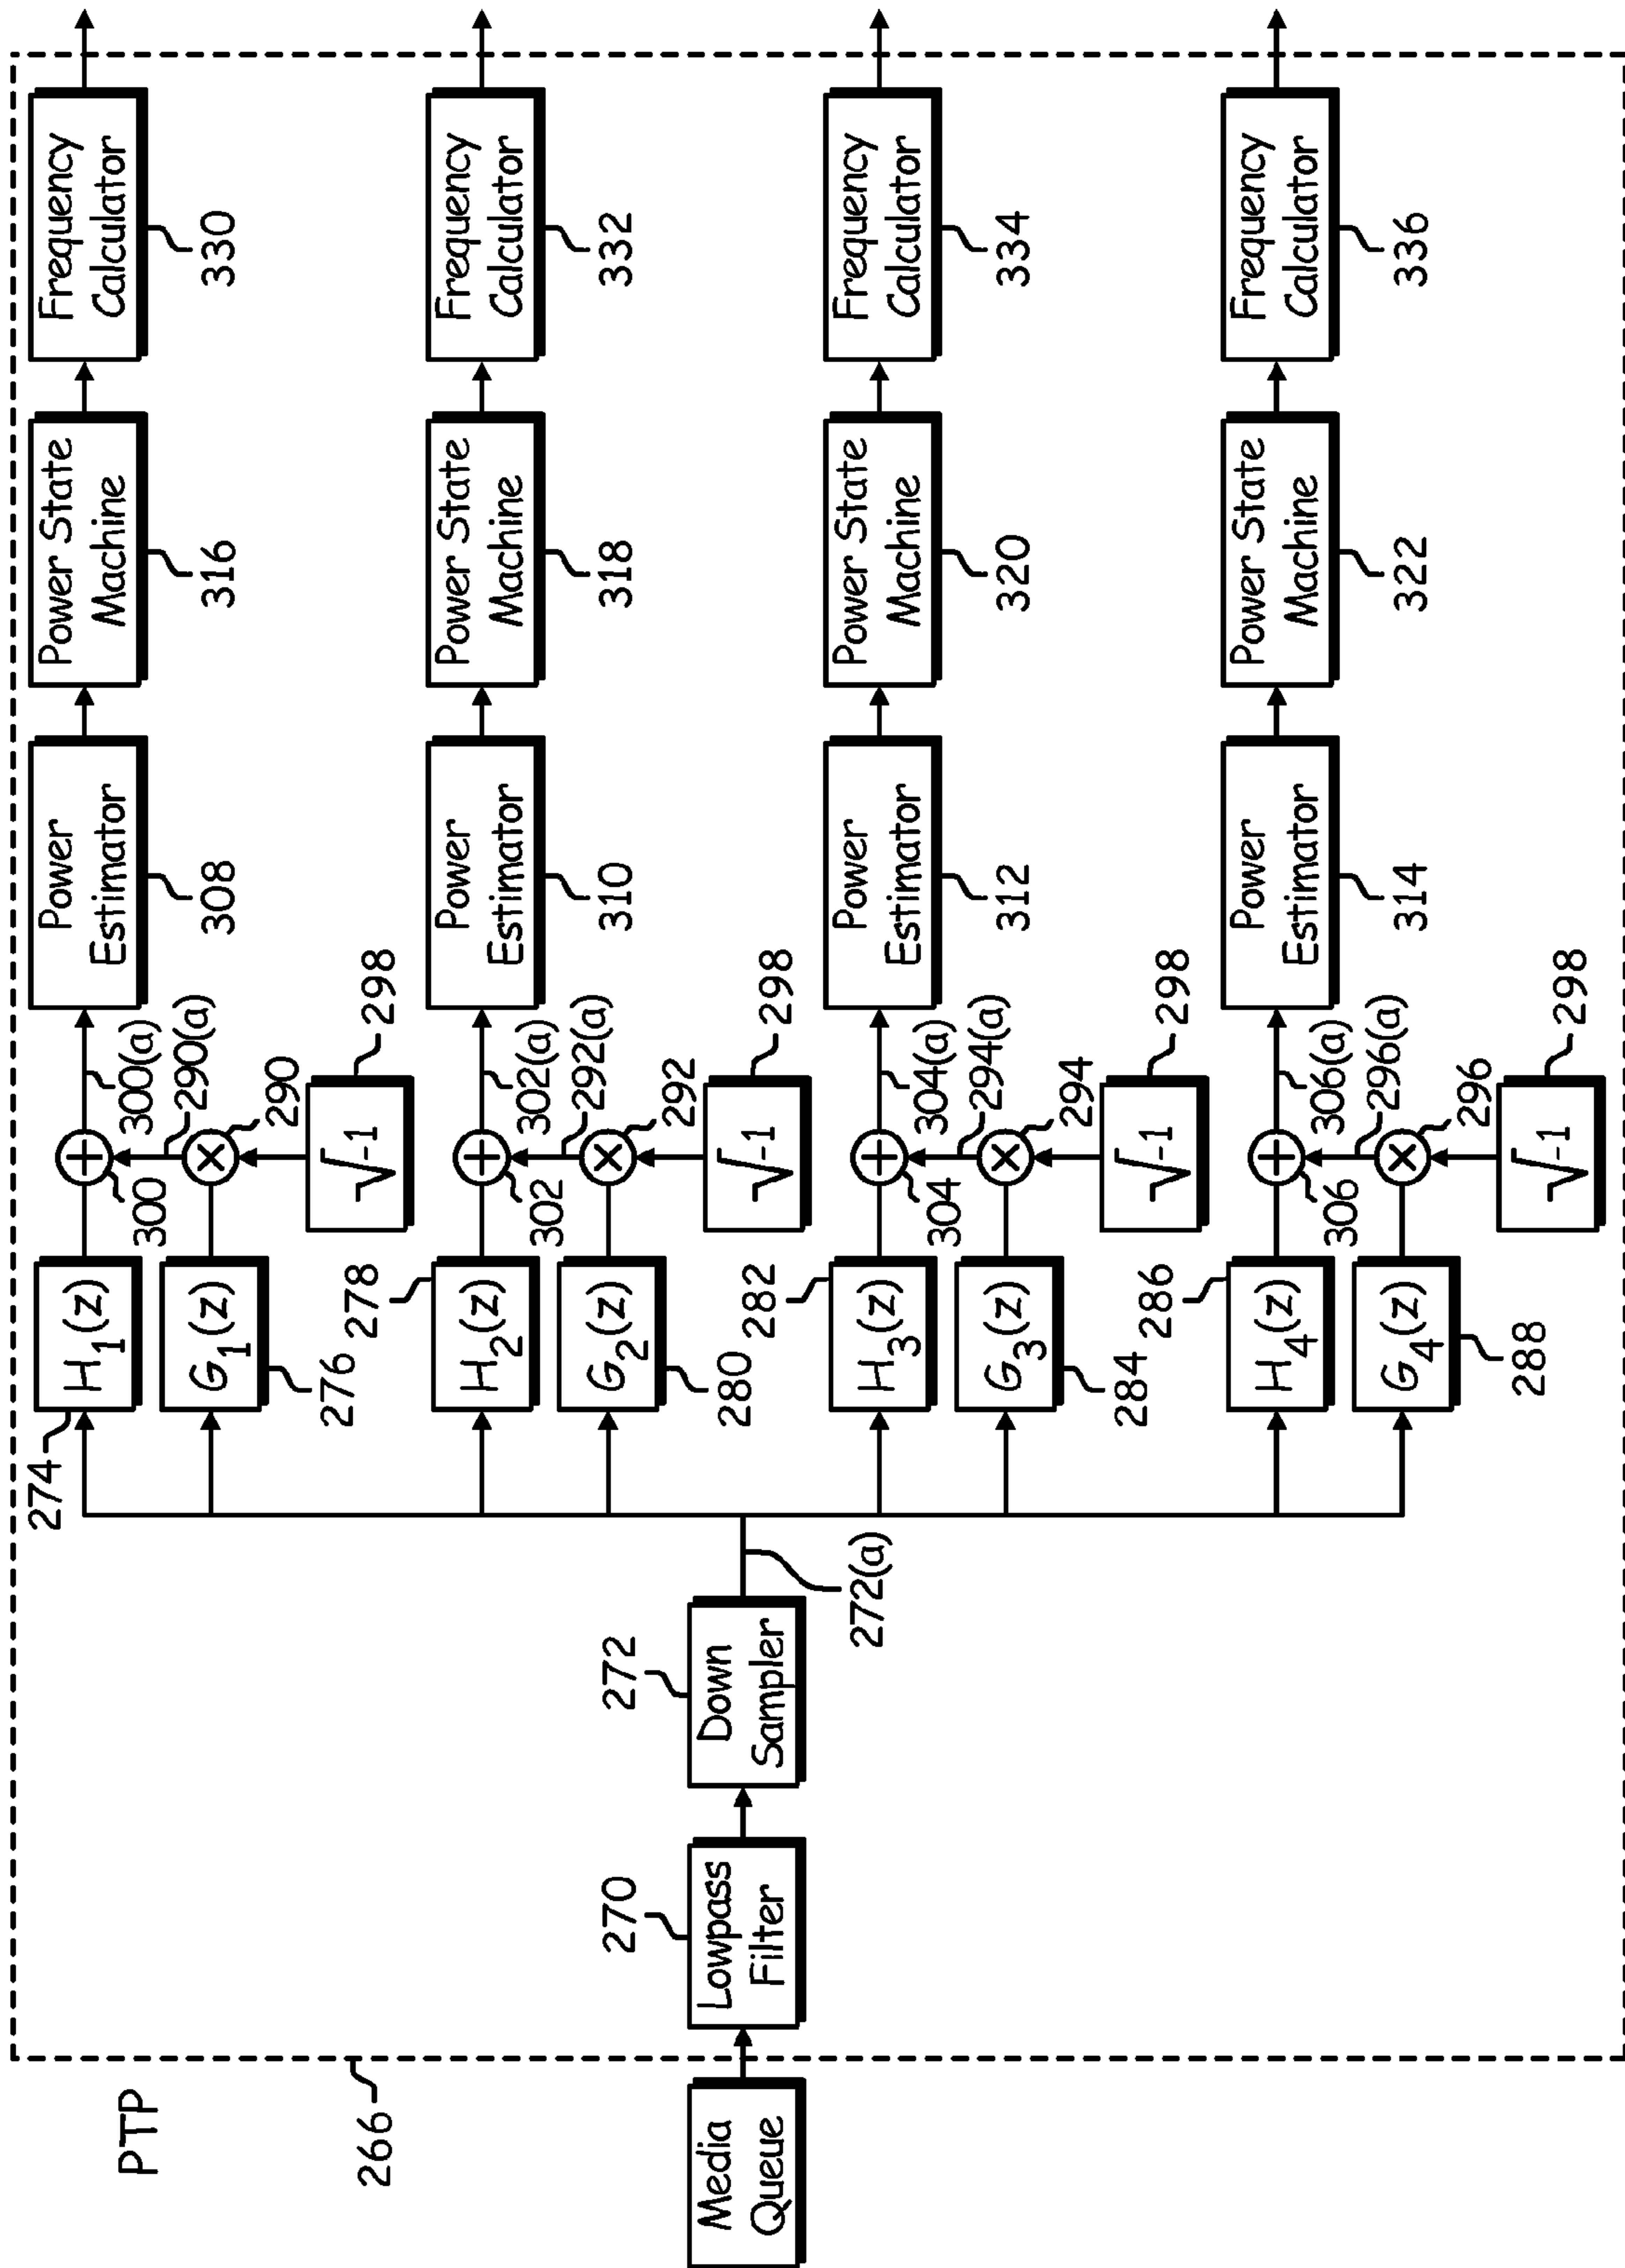 PTP
266
Media
Queue
270
Lowpass
Filter
272
Down
Sampler
272(a)
274
H1(z)
G1(z)
276
300
300(a)
290(a)
290
√-1
298
Power
Estimator
308
Power State
Machine
316
Frequency
Calculator
330
278
H2(z)
G2(z)
280
302
302(a)
292(a)
292
√-1
298
Power
Estimator
310
Power State
Machine
318
Frequency
Calculator
332
282
H3(z)
G3(z)
284
304
304(a)
294(a)
294
√-1
298
Power
Estimator
312
Power State
Machine
320
Frequency
Calculator
334
286
H4(z)
G4(z)
288
306
306(a)
296(a)
296
√-1
298
Power
Estimator
314
Power State
Machine
322
Frequency
Calculator
336